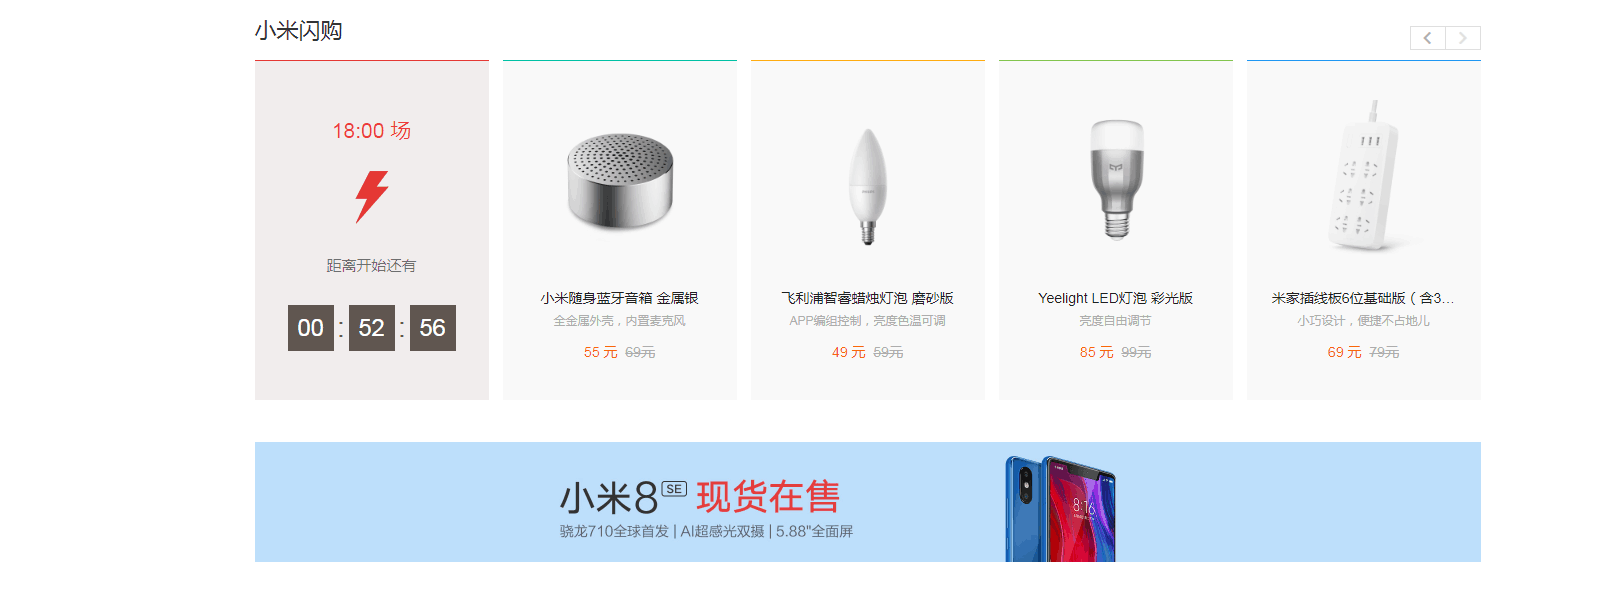 小米闪购
18:00 场
距离开始还有
00 : 52 : 56
小米随身蓝牙音箱 金属银
全金属外壳，内置麦克风
55 元 69元
飞利浦智睿蜡烛灯泡 磨砂版
APP编组控制，亮度色温可调
49 元 59元
Yeelight LED灯泡 彩光版
亮度自由调节
85 元 99元
米家插线板6位基础版（含3...
小巧设计，便捷不占地儿
69 元 79元
小米8 SE 现货在售
骁龙710全球首发 | AI超感光双摄 | 5.88"全面屏
8:16